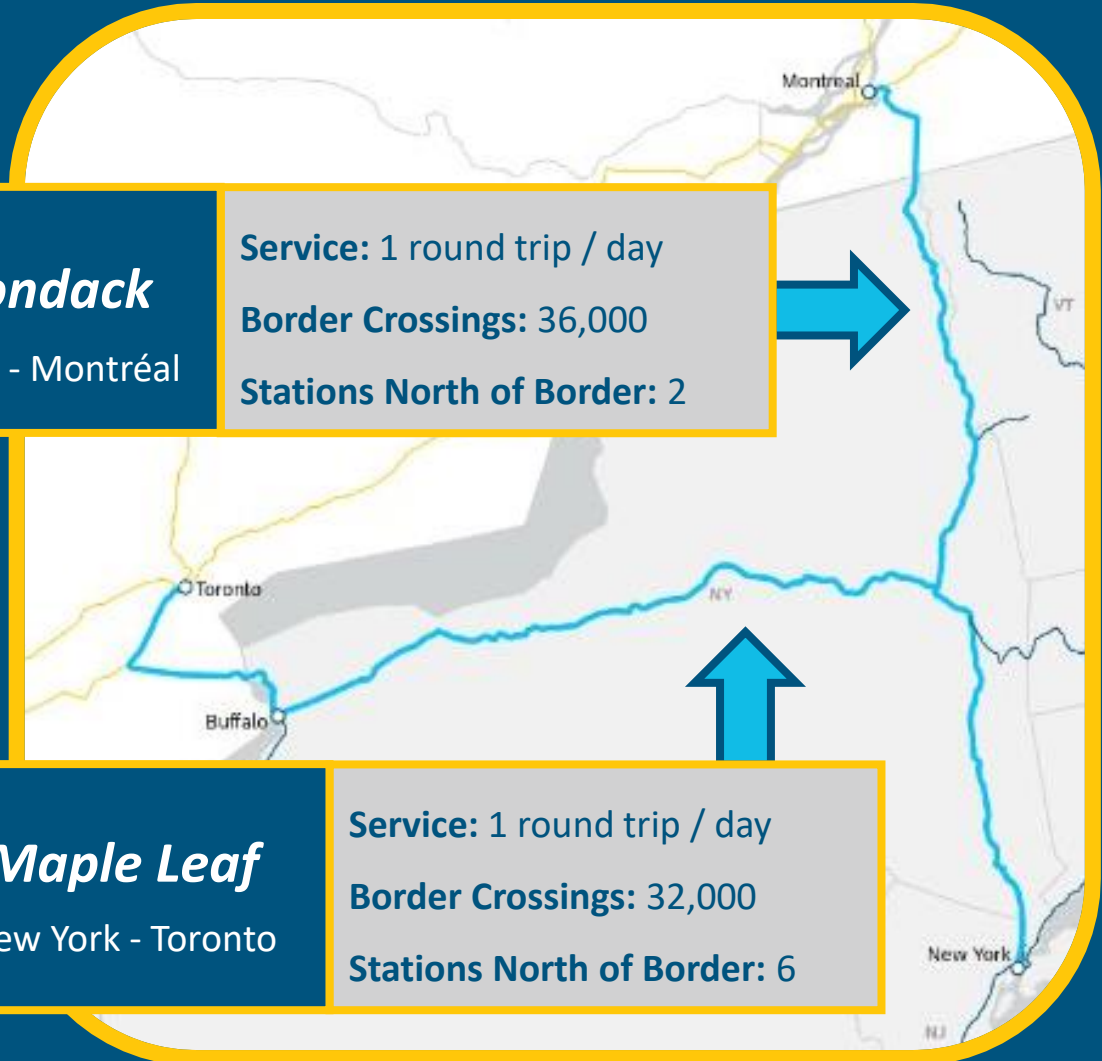 Montreal
ondack
- Montréal
Service: 1 round trip / day
Border Crossings: 36,000
Stations North of Border: 2
VT
Toronto
NY
Buffalo
Maple Leaf
ew York - Toronto
Service: 1 round trip / day
Border Crossings: 32,000
Stations North of Border: 6
New York
NJ